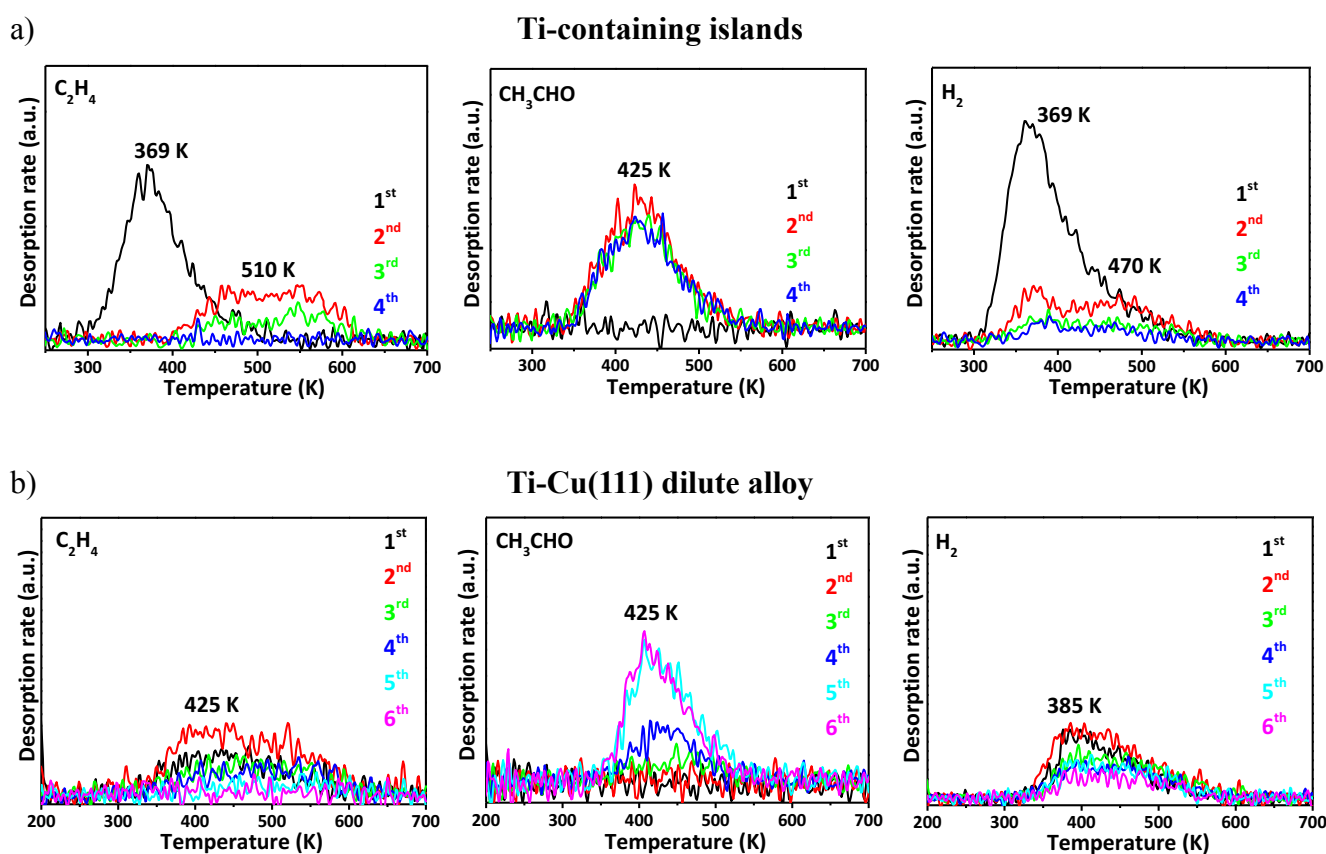 a)
Ti-containing islands
C₂H₄
369 K
510 K
1ˢᵗ
2ⁿᵈ
3ʳᵈ
4ᵗʰ
Desorption rate (a.u.)
300 400 500 600 700
Temperature (K)
CH₃CHO
425 K
1ˢᵗ
2ⁿᵈ
3ʳᵈ
4ᵗʰ
Desorption rate (a.u.)
300 400 500 600 700
Temperature (K)
H₂
369 K
470 K
1ˢᵗ
2ⁿᵈ
3ʳᵈ
4ᵗʰ
Desorption rate (a.u.)
300 400 500 600 700
Temperature (K)
b)
Ti-Cu(111) dilute alloy
C₂H₄
425 K
1ˢᵗ
2ⁿᵈ
3ʳᵈ
4ᵗʰ
5ᵗʰ
6ᵗʰ
Desorption rate (a.u.)
200 300 400 500 600 700
Temperature (K)
CH₃CHO
425 K
1ˢᵗ
2ⁿᵈ
3ʳᵈ
4ᵗʰ
5ᵗʰ
6ᵗʰ
Desorption rate (a.u.)
200 300 400 500 600 700
Temperature (K)
H₂
385 K
1ˢᵗ
2ⁿᵈ
3ʳᵈ
4ᵗʰ
5ᵗʰ
6ᵗʰ
Desorption rate (a.u.)
200 300 400 500 600 700
Temperature (K)